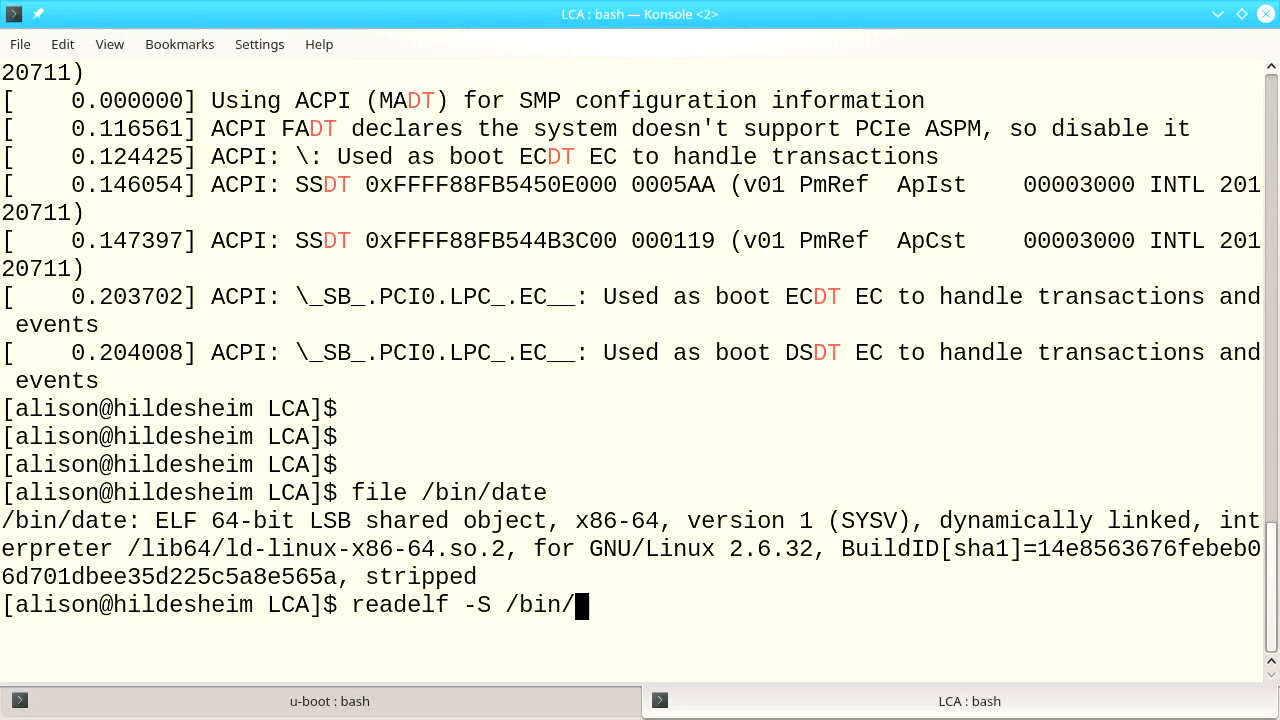 LCA : bash — Konsole <2>
File Edit View Bookmarks Settings Help
20711)
[    0.000000] Using ACPI (MADT) for SMP configuration information
[    0.116561] ACPI FADT declares the system doesn't support PCIe ASPM, so disable it
[    0.124425] ACPI: \: Used as boot ECDT EC to handle transactions
[    0.146054] ACPI: SSDT 0xFFFF88FB5450E000 0005AA (v01 PmRef  ApIst    00003000 INTL 201
20711)
[    0.147397] ACPI: SSDT 0xFFFF88FB544B3C00 000119 (v01 PmRef  ApCst    00003000 INTL 201
20711)
[    0.203702] ACPI: \_SB_.PCI0.LPC_.EC__: Used as boot ECDT EC to handle transactions and
 events
[    0.204008] ACPI: \_SB_.PCI0.LPC_.EC__: Used as boot DSDT EC to handle transactions and
 events
[alison@hildesheim LCA]$
[alison@hildesheim LCA]$
[alison@hildesheim LCA]$
[alison@hildesheim LCA]$ file /bin/date
/bin/date: ELF 64-bit LSB shared object, x86-64, version 1 (SYSV), dynamically linked, int
erpreter /lib64/ld-linux-x86-64.so.2, for GNU/Linux 2.6.32, BuildID[sha1]=14e8563676febeb0
6d701dbee35d225c5a8e565a, stripped
[alison@hildesheim LCA]$ readelf -S /bin/
u-boot : bash
LCA : bash